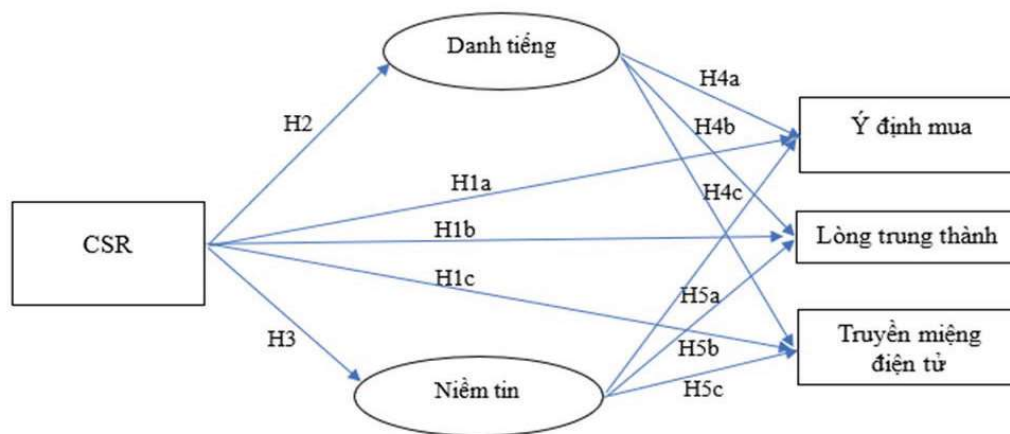 Danh tiếng
H4a
H2
H4b
Ý định mua
H1a
H4c
CSR
H1b
Lòng trung thành
H1c
H5a
H3
H5b
Truyền miệng
điện tử
Niềm tin
H5c